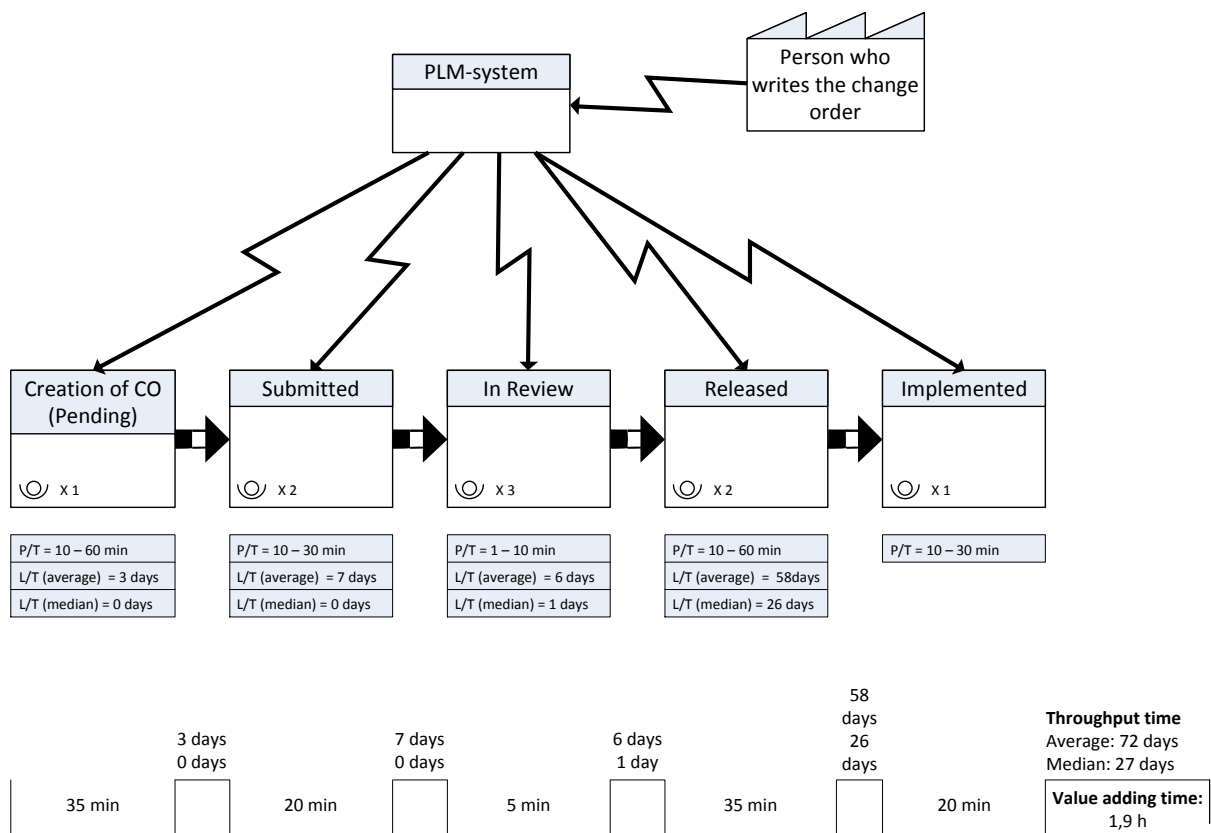 Person who
writes the change
order
PLM-system
Creation of CO
(Pending)
X 1
Submitted
X 2
In Review
X 3
Released
X 2
Implemented
X 1
P/T = 10 – 60 min
L/T (average) = 3 days
L/T (median) = 0 days
P/T = 10 – 30 min
L/T (average) = 7 days
L/T (median) = 0 days
P/T = 1 – 10 min
L/T (average) = 6 days
L/T (median) = 1 days
P/T = 10 – 60 min
L/T (average) = 58days
L/T (median) = 26 days
P/T = 10 – 30 min
35 min
3 days
0 days
20 min
7 days
0 days
5 min
6 days
1 day
35 min
58
days
26
days
20 min
Throughput time
Average: 72 days
Median: 27 days
Value adding time:
1,9 h